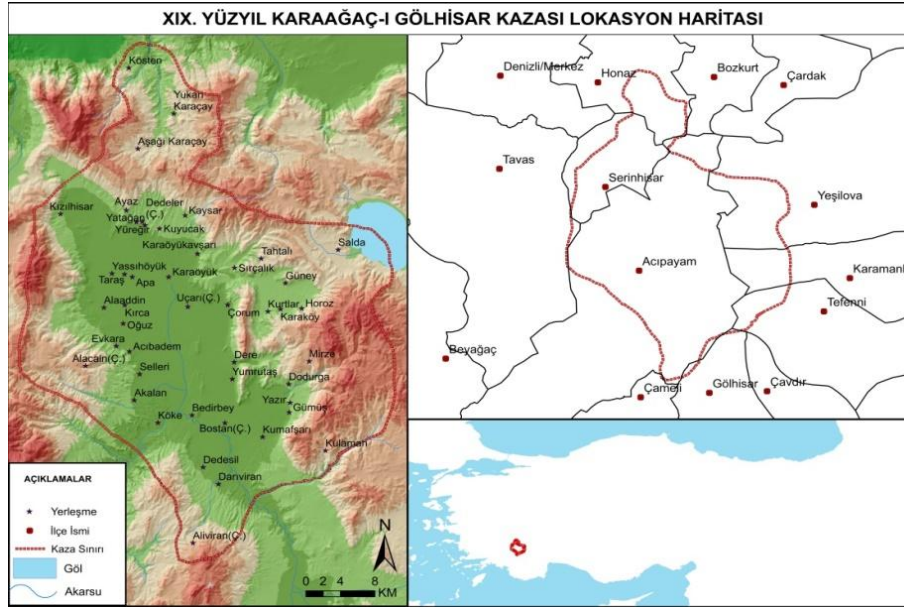 XIX. YÜZYIL KARAAĞAÇ-I GÖLHİSAR KAZASI LOKASYON HARİTASI
Kösten
Yukarı
Karaçay
Aşağı Karaçay
Kızılhisar
Ayaz
Dedeler
(Ç.)
Kaysar
Yatağan
Yüreğir
Kuyucak
Karaöyükavşarı
Tahtalı
Salda
Sırçalık
Güney
Yassıhöyük
Karaöyük
Taraş
Apa
Alaaddin
Kırca
Oğuz
Uçarı(Ç.)
Çorum
Kurtlar
Horoz
Karaköy
Evkara
Acıbadem
Alacain(Ç.)
Selleri
Dere
Mirze
Yumrutaş
Dodurga
Akalan
Yazır
Gümüş
Köke
Bedirbey
Bostan(Ç.)
Kumafşarı
Kulaman
Dedesil
Darıviran
Aliviran(Ç.)
AÇIKLAMALAR
Yerleşme
İlçe İsmi
Kaza Sınırı
Göl
Akarsu
N
0 2 4 8
KM
Denizli/Merkez
Honaz
Bozkurt
Çardak
Tavas
Serinhisar
Yeşilova
Acıpayam
Karamanlı
Tefenni
Beyağaç
Çameli
Gölhisar
Çavdır